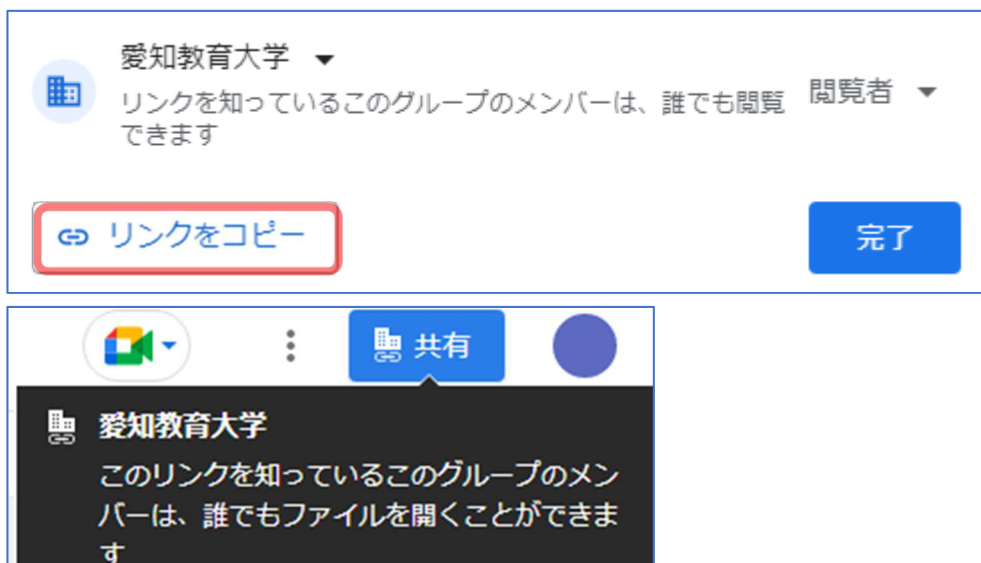 愛知教育大学
リンクを知っているこのグループのメンバーは、誰でも閲覧
できます
閲覧者
リンクをコピー
完了
共有
愛知教育大学
このリンクを知っているこのグループのメン
バーは、誰でもファイルを開くことができま
す